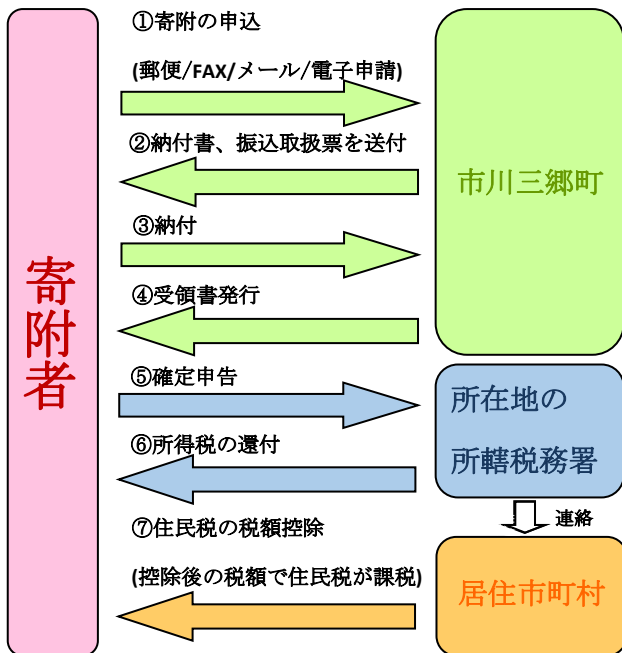 寄附者
①寄附の申込
(郵便/FAX/メール/電子申請)
②納付書、振込取扱票を送付
③納付
④受領書発行
市川三郷町
⑤確定申告
⑥所得税の還付
所在地の
所轄税務署
連絡
⑦住民税の税額控除
(控除後の税額で住民税が課税)
居住市町村